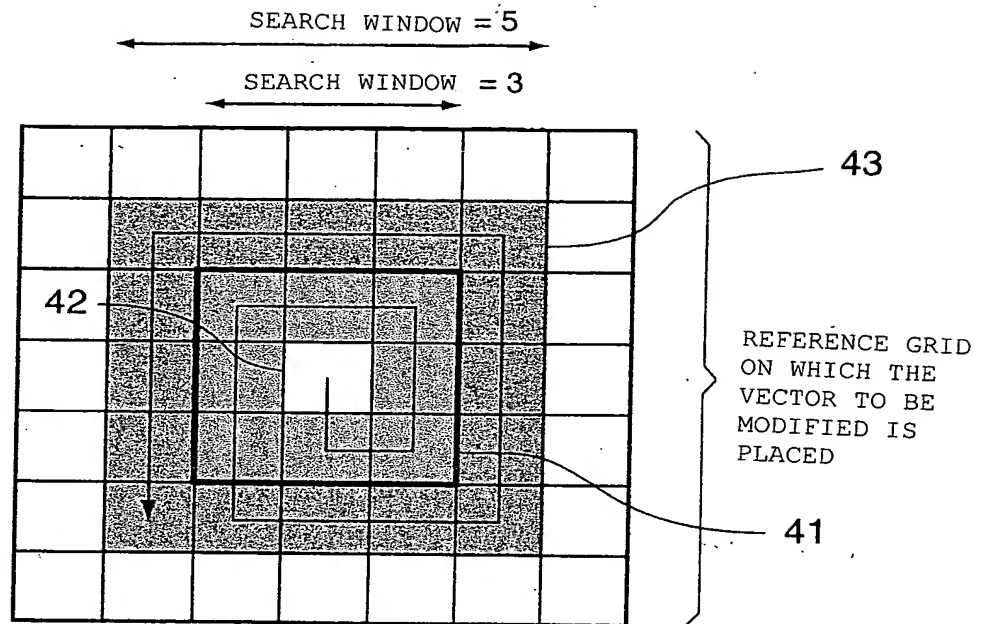 SEARCH WINDOW = 5
SEARCH WINDOW = 3
43
42
REFERENCE GRID
ON WHICH THE
VECTOR TO BE
MODIFIED IS
PLACED
41